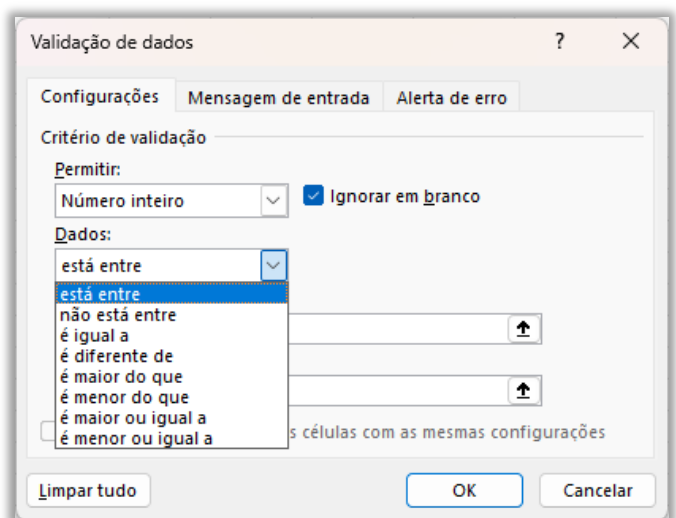 Validação de dados ?
Configurações Mensagem de entrada Alerta de erro
Critério de validação
Permitir:
Número inteiro Ignorar em branco
Dados:
está entre
está entre
não está entre
é igual a
é diferente de
é maior do que
é menor do que
é maior ou igual a
é menor ou igual a
s células com as mesmas configurações
Limpar tudo OK Cancelar